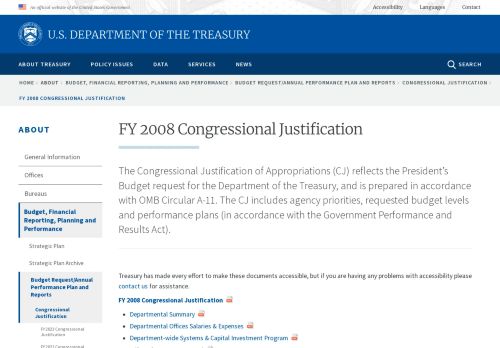 An official website of the United States Government
Accessibility
Languages
Contact
U.S. DEPARTMENT OF THE TREASURY
ABOUT TREASURY
POLICY ISSUES
DATA
SERVICES
NEWS
SEARCH
HOME
ABOUT
BUDGET, FINANCIAL REPORTING, PLANNING AND PERFORMANCE
BUDGET REQUEST/ANNUAL PERFORMANCE PLAN AND REPORTS
CONGRESSIONAL JUSTIFICATION
FY 2008 CONGRESSIONAL JUSTIFICATION
ABOUT
General Information
Offices
Bureaus
Budget, Financial
Reporting, Planning and
Performance
Strategic Plan
Strategic Plan Archive
Budget Request/Annual
Performance Plan and
Reports
Congressional
Justification
FY 2023 Congressional
Justification
FY 2008 Congressional Justification
The Congressional Justification of Appropriations (CJ) reflects the President's
Budget request for the Department of the Treasury, and is prepared in accordance
with OMB Circular A-11. The CJ includes agency priorities, requested budget levels
and performance plans (in accordance with the Government Performance and
Results Act).
Treasury has made every effort to make these documents accessible, but if you are having any problems with accessibility please
contact us for assistance.
FY 2008 Congressional Justification
Departmental Summary
Departmental Offices Salaries & Expenses
Department-wide Systems & Capital Investment Program